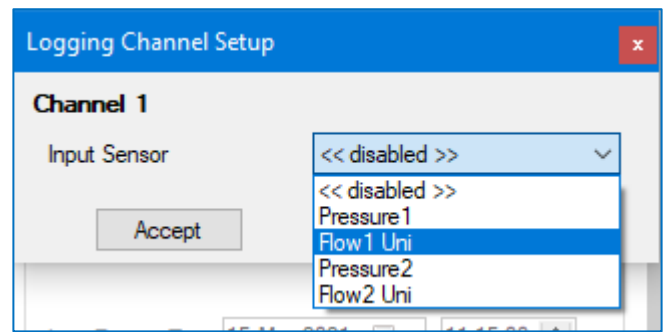 Logging Channel Setup
x
Channel 1
Input Sensor
<< disabled >>
<< disabled >>
Pressure1
Accept
Flow1 Uni
Pressure2
Flow2 Uni